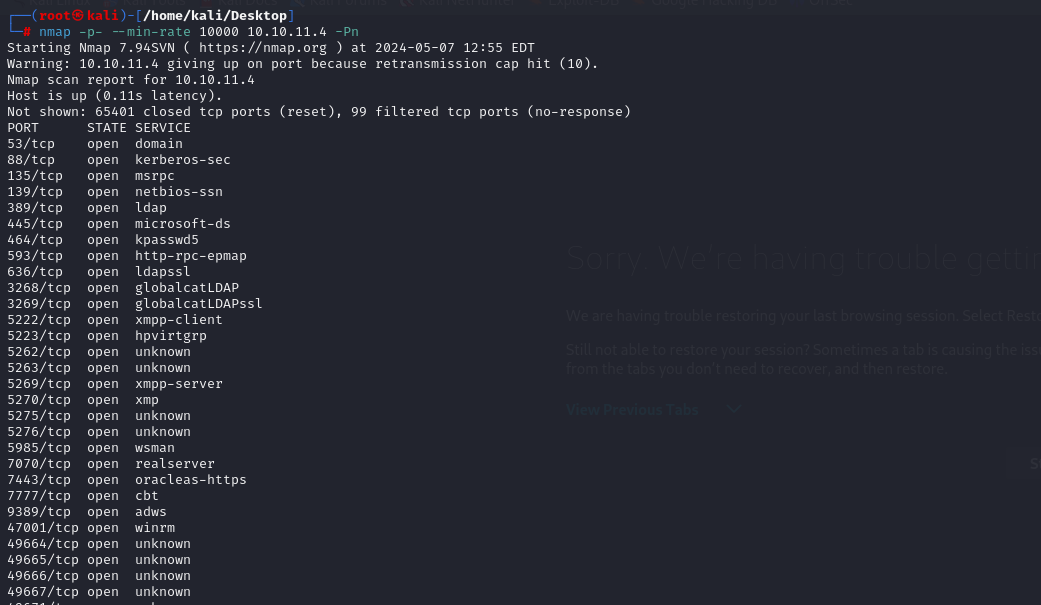 (root㉿kali)-[/home/kali/Desktop]
# nmap -p- --min-rate 10000 10.10.11.4 -Pn
Starting Nmap 7.94SVN ( https://nmap.org ) at 2024-05-07 12:55 EDT
Warning: 10.10.11.4 giving up on port because retransmission cap hit (10).
Nmap scan report for 10.10.11.4
Host is up (0.11s latency).
Not shown: 65401 closed tcp ports (reset), 99 filtered tcp ports (no-response)
PORT      STATE SERVICE
53/tcp    open  domain
88/tcp    open  kerberos-sec
135/tcp   open  msrpc
139/tcp   open  netbios-ssn
389/tcp   open  ldap
445/tcp   open  microsoft-ds
464/tcp   open  kpasswd5
593/tcp   open  http-rpc-epmap
636/tcp   open  ldapssl
3268/tcp  open  globalcatLDAP
3269/tcp  open  globalcatLDAPssl
5222/tcp  open  xmpp-client
5223/tcp  open  hpvirtgrp
5262/tcp  open  unknown
5263/tcp  open  unknown
5269/tcp  open  xmpp-server
5270/tcp  open  xmp
5275/tcp  open  unknown
5276/tcp  open  unknown
5985/tcp  open  wsman
7070/tcp  open  realserver
7443/tcp  open  oracleas-https
7777/tcp  open  cbt
9389/tcp  open  adws
47001/tcp open  winrm
49664/tcp open  unknown
49665/tcp open  unknown
49666/tcp open  unknown
49667/tcp open  unknown
Sorry. We're having trouble
We are having trouble restoring your last browsing session. Select
Still not able to restore your session? Sometimes a tab is causing the
from the tabs you don't need to recover, and then restore.
View Previous Tabs